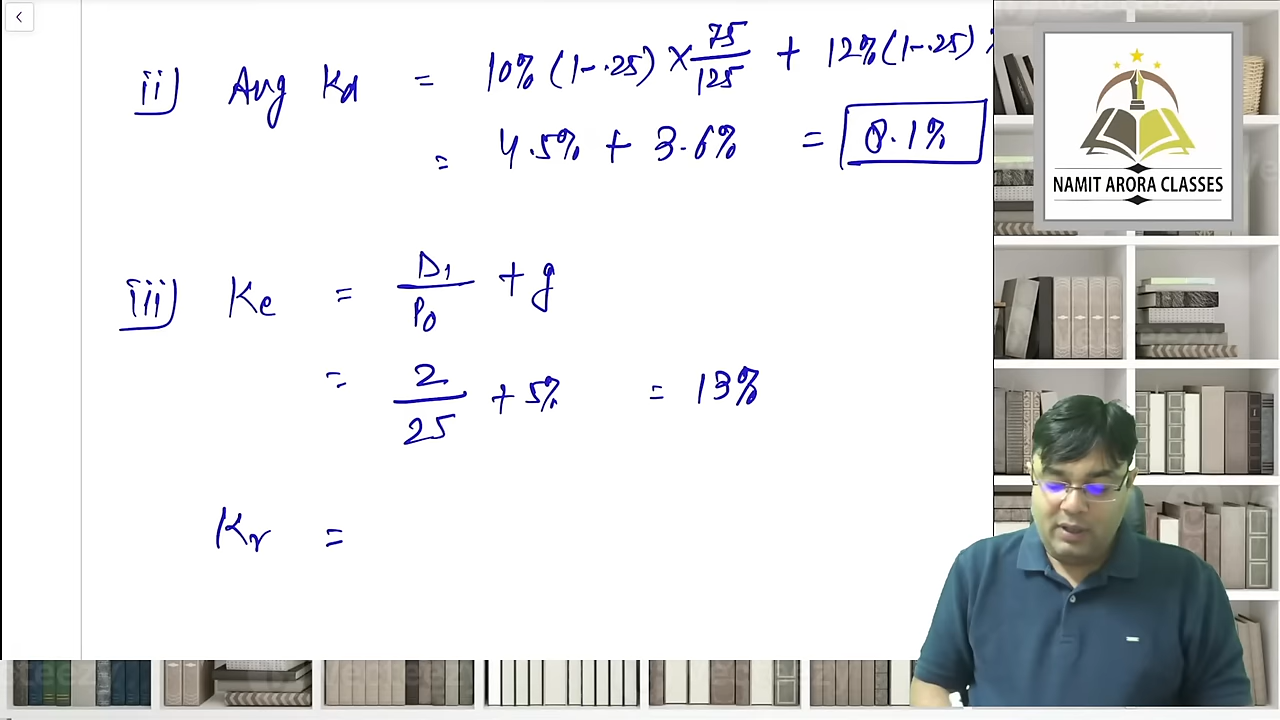 ii) Avg Kd = 10% (1-.25) × 75/125 + 12% (1-.25)
= 4.5% + 3.6% = 8.1%
iii) Ke = D1/P0 + g
= 2/25 + 5% = 13%
Kr =
NAMIT ARORA CLASSES